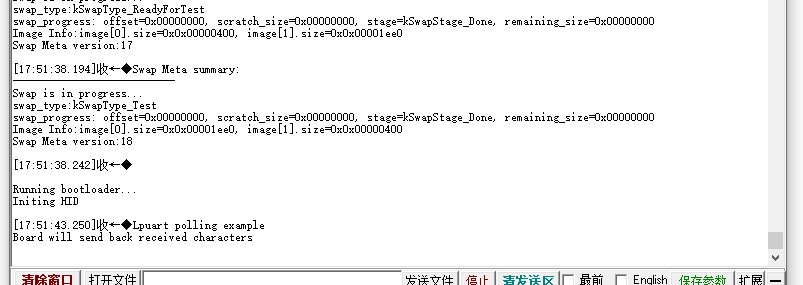 swap_type:kSwapType_ReadyForTest
swap_progress: offset=0x00000000, scratch_size=0x00000000, stage=kSwapStage_Done, remaining_size=0x00000000
Image Info:image[0].size=0x0x00000400, image[1].size=0x00001ee0
Swap Meta version:17
[17:51:38.194]收←◆Swap Meta summary:
Swap is in progress...
swap_type:kSwapType_Test
swap_progress: offset=0x00000000, scratch_size=0x00000000, stage=kSwapStage_Done, remaining_size=0x00000000
Image Info:image[0].size=0x0x00001ee0, image[1].size=0x0x00000400
Swap Meta version:18
[17:51:38.242]收←◆
Running bootloader...
Initing HID
[17:51:43.250]收←◆Lpuart polling example
Board will send back received characters
清除窗口 打开文件 发送文件 停止 清发送区 最前 English 保存参数 扩展 —